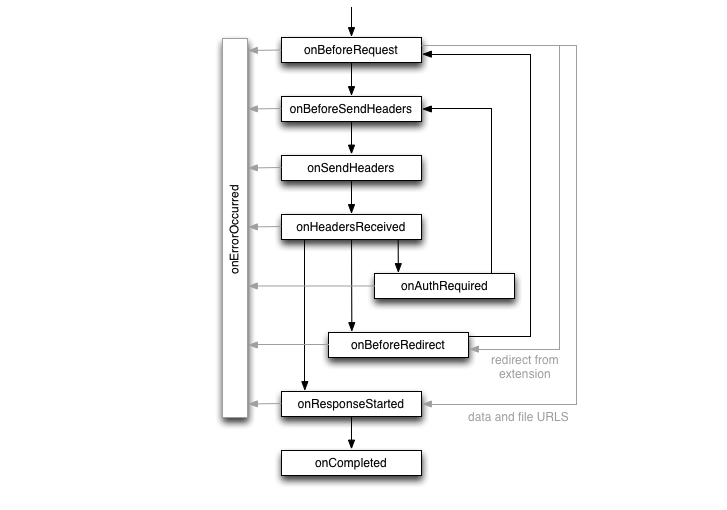 onBeforeRequest
onBeforeSendHeaders
onSendHeaders
onErrorOccurred
onHeadersReceived
onAuthRequired
onBeforeRedirect
redirect from
extension
onResponseStarted
data and file URLS
onCompleted